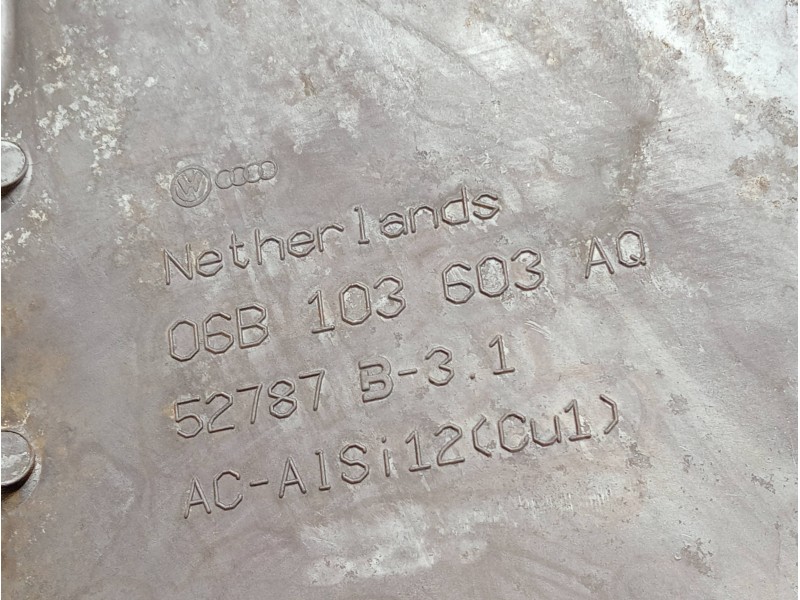 Netherlands
06B 103 603 AQ
52787 B-3.1
AC-AlSi12(Cu1)